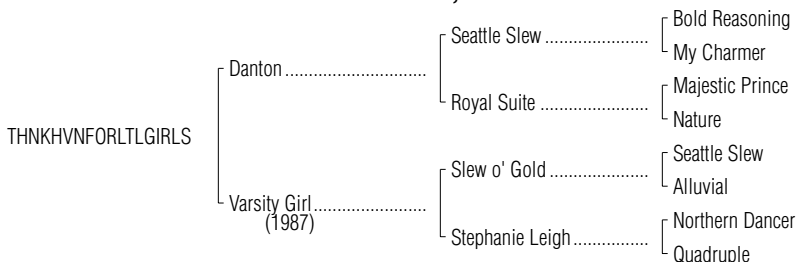 THNKHVNFORLTLGIRLS
Danton ............................
Varsity Girl ......................
(1987)
Seattle Slew .....................
Royal Suite ......................
Slew o' Gold ....................
Stephanie Leigh ...............
Bold Reasoning
My Charmer
Majestic Prince
Nature
Seattle Slew
Alluvial
Northern Dancer
Quadruple